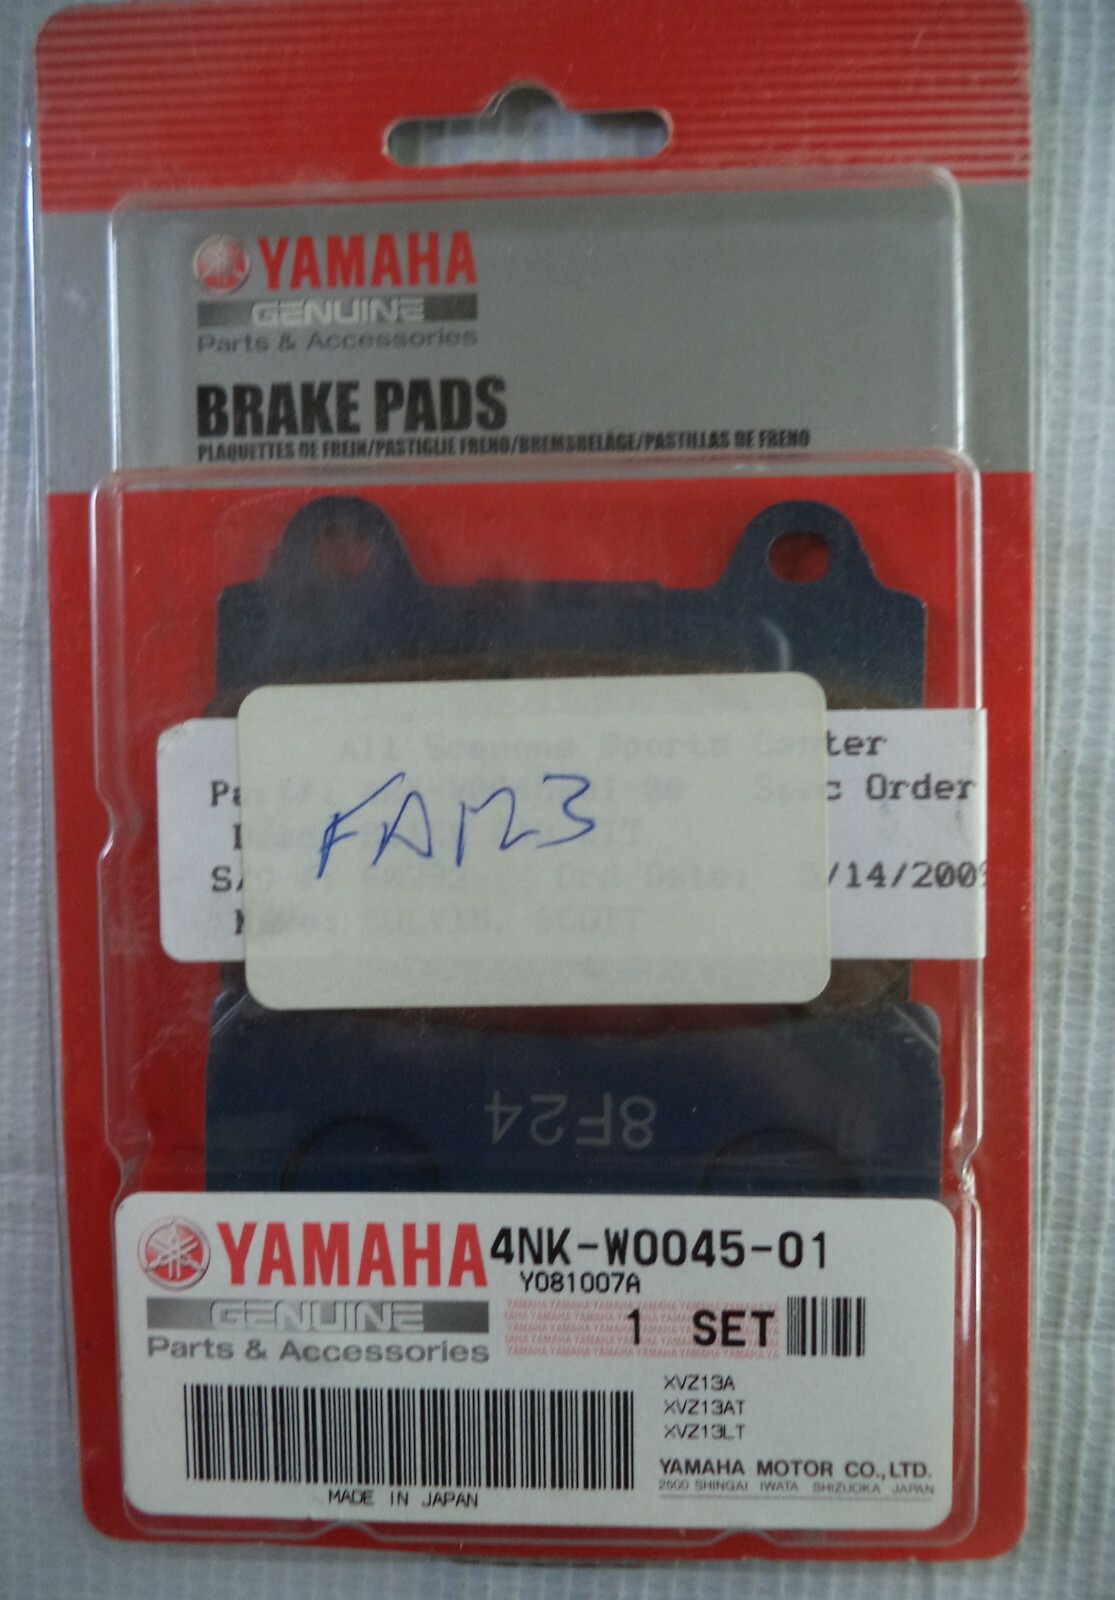 YAMAHA
GENUINE
Parts & Accessories
BRAKE PADS
PLAQUETTES DE FREIN/PASTIGLIE FRENO/BREMSBELÄGE/PASTILLAS DE FRENO
All Seasons Sports Center
Spec Order
Ord Date: /14/2009
FA123
8F24
YAMAHA 4NK-W0045-01
Y081007A
GENUINE
1 SET
Parts & Accessories
XVZ13A
XVZ13AT
XVZ13LT
YAMAHA MOTOR CO., LTD.
2500 SHINGAI IWATA SHIZUOKA JAPAN
MADE IN JAPAN